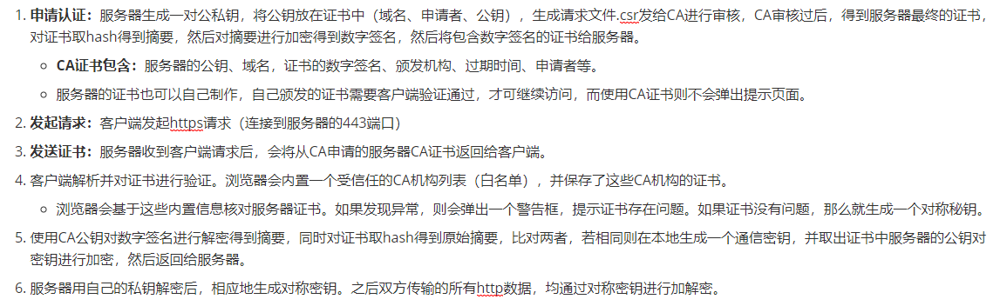 1. 申请认证：服务器生成一对公私钥，将公钥放在证书中（域名、申请者、公钥），生成请求文件.csr发给CA进行审核，CA审核过后，得到服务器最终的证书，
对证书取hash得到摘要，然后对摘要进行加密得到数字签名，然后将包含数字签名的证书给服务器。
CA证书包含：服务器的公钥、域名，证书的数字签名、颁发机构、过期时间、申请者等。
服务器的证书也可以自己制作，自己颁发的证书需要客户端验证通过，才可继续访问，而使用CA证书则不会弹出提示页面。
2. 发起请求：客户端发起https请求（连接到服务器的443端口）
3. 发送证书：服务器收到客户端请求后，会将从CA申请的服务器CA证书返回给客户端。
4. 客户端解析并对证书进行验证。浏览器会内置一个受信任的CA机构列表（白名单），并保存了这些CA机构的证书。
浏览器会基于这些内置信息核对服务器证书。如果发现异常，则会弹出一个警告框，提示证书存在问题。如果证书没有问题，那么就生成一个对称秘钥。
5. 使用CA公钥对数字签名进行解密得到摘要，同时对证书取hash得到原始摘要，比对两者，若相同则在本地生成一个通信密钥，并取出证书中服务器的公钥对
密钥进行加密，然后返回给服务器。
6. 服务器用自己的私钥解密后，相应地生成对称密钥。之后双方传输的所有http数据，均通过对称密钥进行加解密。